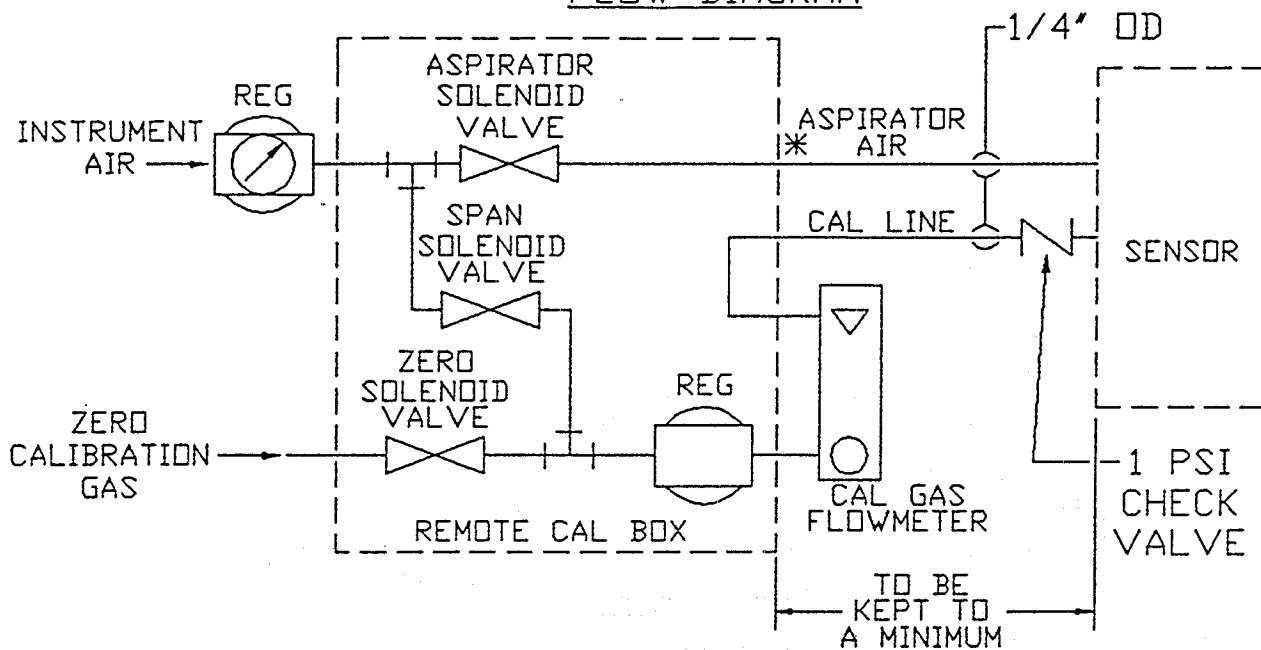 FLOW DIAGRAM
1/4" OD
ASPIRATOR
SOLENOID
VALVE
REG
INSTRUMENT
AIR
* ASPIRATOR
AIR
SPAN
SOLENOID
VALVE
CAL LINE
SENSOR
ZERO
SOLENOID
VALVE
REG
ZERO
CALIBRATION
GAS
CAL GAS
FLOWMETER
1 PSI
CHECK
VALVE
REMOTE CAL BOX
TO BE
KEPT TO
A MINIMUM